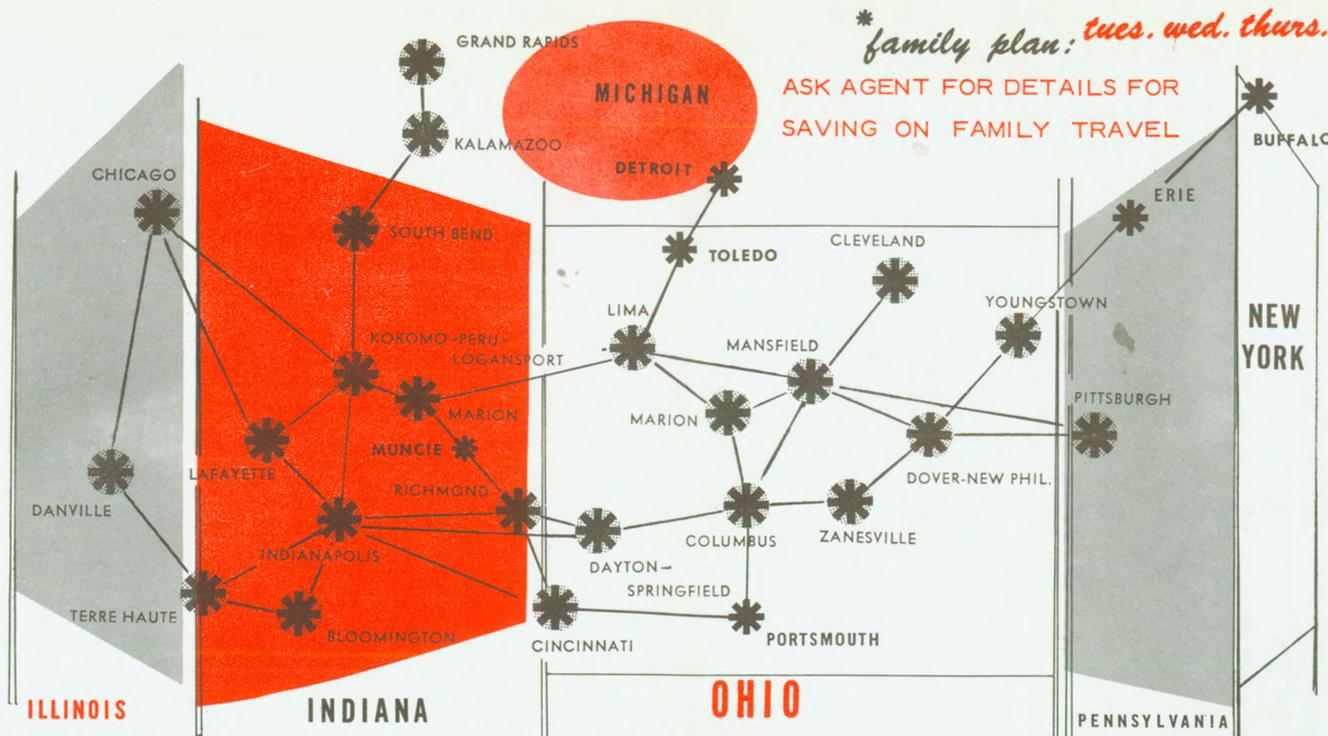 *family plan: tues. wed. thurs.
ASK AGENT FOR DETAILS FOR
SAVING ON FAMILY TRAVEL
GRAND RAPIDS
MICHIGAN
KALAMAZOO
DETROIT
BUFFALO
CHICAGO
ERIE
SOUTH BEND
CLEVELAND
TOLEDO
YOUNGSTOWN
LIMA
NEW
YORK
KOKOMO-PERU-
LOGANSPORT
MANSFIELD
PITTSBURGH
MARION
MARION
MUNCIE
LAFAYETTE
DOVER-NEW PHIL.
RICHMOND
DANVILLE
COLUMBUS
ZANESVILLE
INDIANAPOLIS
DAYTON-
SPRINGFIELD
TERRE HAUTE
BLOOMINGTON
CINCINNATI
PORTSMOUTH
ILLINOIS
INDIANA
OHIO
PENNSYLVANIA